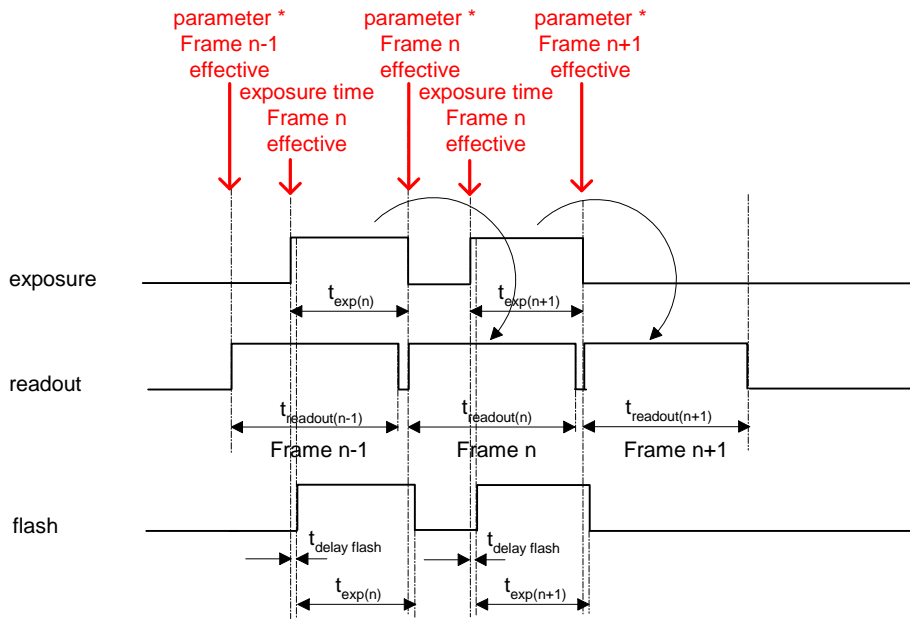 parameter *
Frame n-1
effective
parameter *
Frame n
effective
parameter *
Frame n+1
effective
exposure time
Frame n
effective
exposure time
Frame n
effective
exposure
texp(n)
texp(n+1)
readout
treadout(n-1)
treadout(n)
treadout(n+1)
Frame n-1
Frame n
Frame n+1
flash
tdelay flash
tdelay flash
texp(n)
texp(n+1)